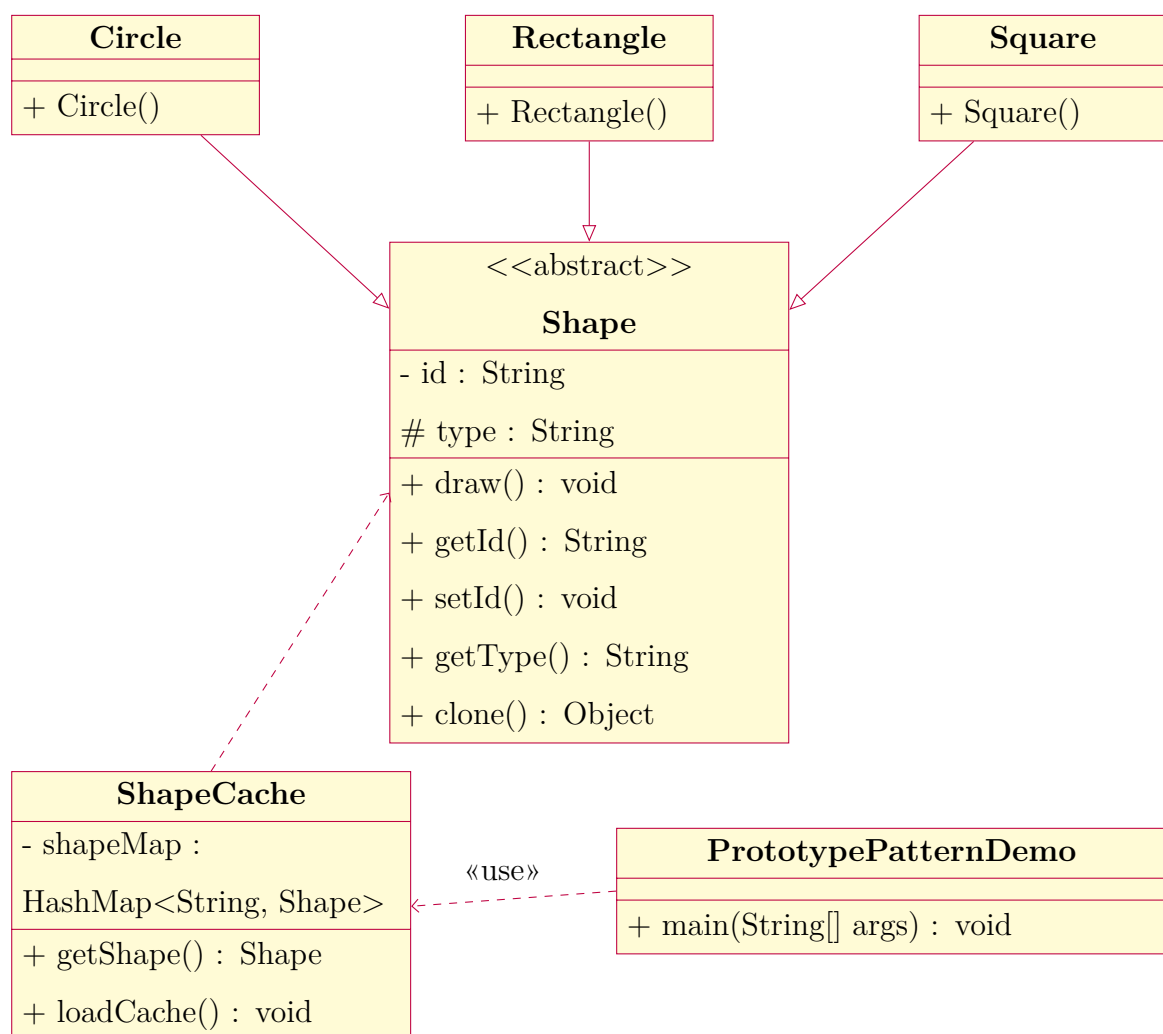 Circle
+ Circle()
Rectangle
+ Rectangle()
Square
+ Square()
<<abstract>>
Shape
- id : String
# type : String
+ draw() : void
+ getId() : String
+ setId() : void
+ getType() : String
+ clone() : Object
ShapeCache
- shapeMap :
HashMap<String, Shape>
+ getShape() : Shape
+ loadCache() : void
«use»
PrototypePatternDemo
+ main(String[] args) : void